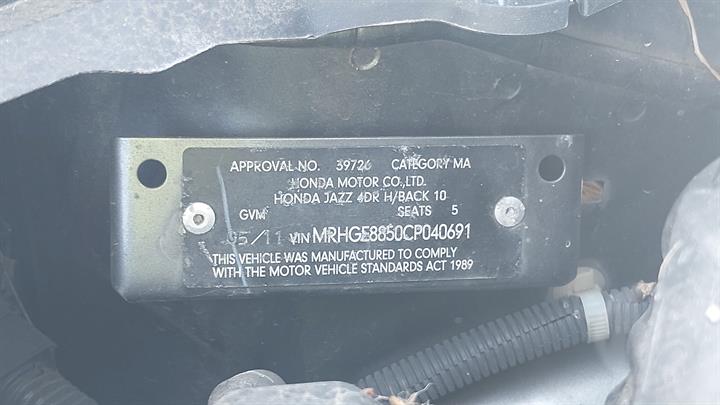 APPROVAL NO. 39726 CATEGORY MA
HONDA MOTOR CO.,LTD.
HONDA JAZZ 4DR H/BACK 10
GVM SEATS 5
05/11 VIN MRHGE8850CP040691
THIS VEHICLE WAS MANUFACTURED TO COMPLY
WITH THE MOTOR VEHICLE STANDARDS ACT 1989